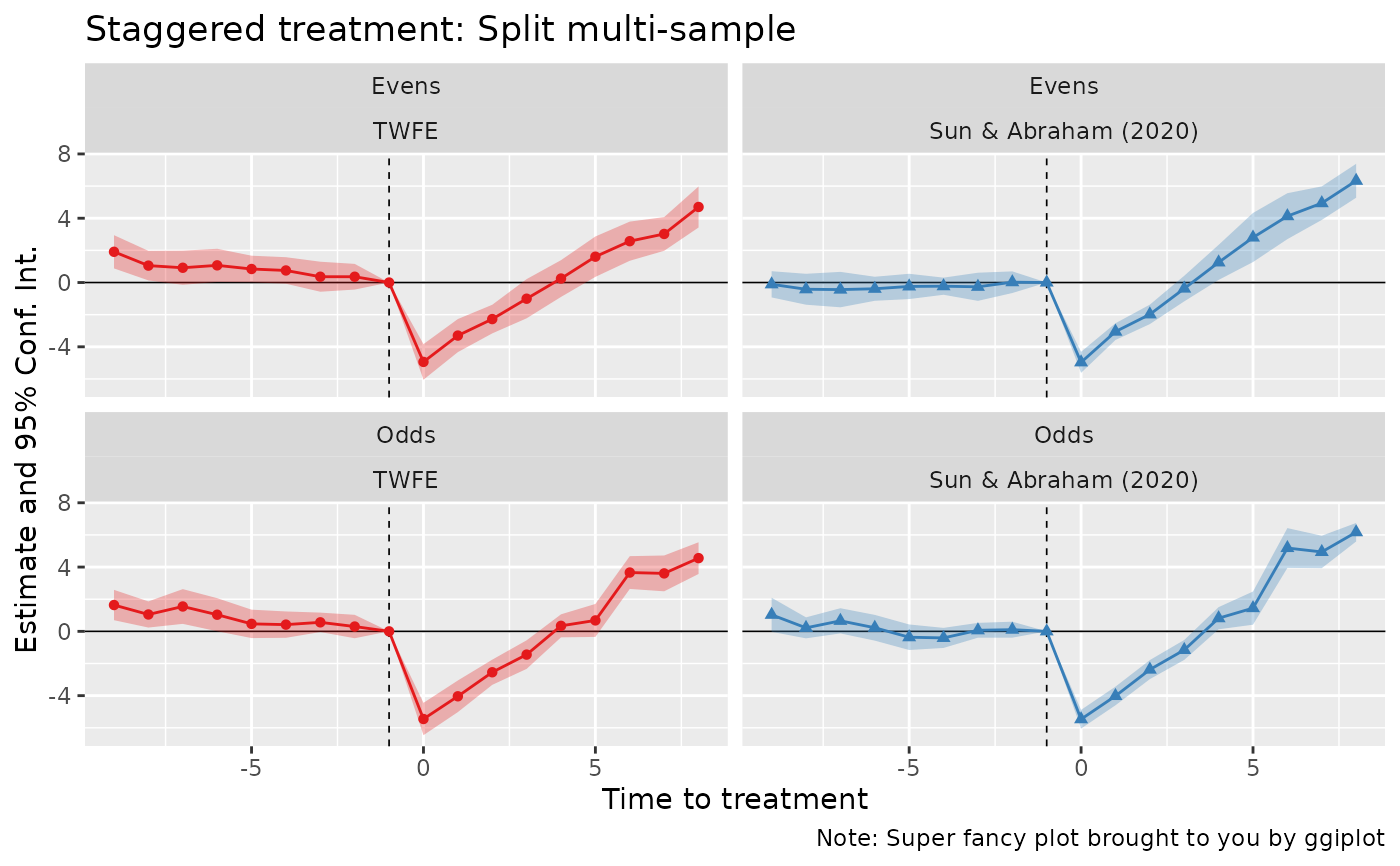 Staggered treatment: Split multi-sample
Evens
TWFE
Evens
Sun & Abraham (2020)
8
4
0
-4
Odds
TWFE
Odds
Sun & Abraham (2020)
8
4
0
-4
Estimate and 95% Conf. Int.
-5
0
5
-5
0
5
Time to treatment
Note: Super fancy plot brought to you by ggiplot